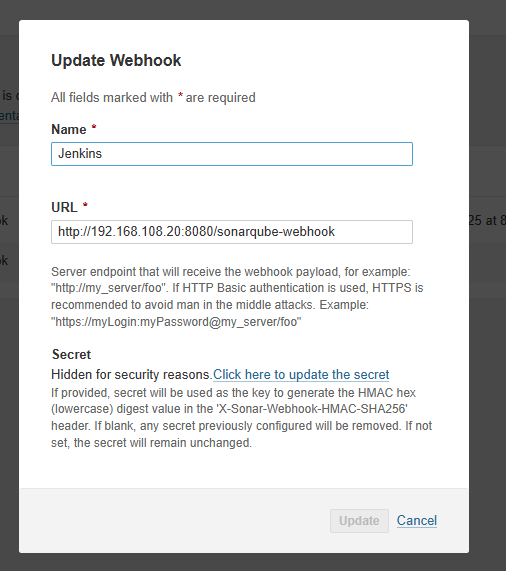 Update Webhook
All fields marked with * are required
Name *
Jenkins
URL *
http://192.168.108.20:8080/sonarqube-webhook
Server endpoint that will receive the webhook payload, for example:
"http://my_server/foo". If HTTP Basic authentication is used, HTTPS is
recommended to avoid man in the middle attacks. Example:
"https://myLogin:myPassword@my_server/foo"
Secret
Hidden for security reasons.Click here to update the secret
If provided, secret will be used as the key to generate the HMAC hex
(lowercase) digest value in the 'X-Sonar-Webhook-HMAC-SHA256'
header. If blank, any secret previously configured will be removed. If not
set, the secret will remain unchanged.
Update Cancel